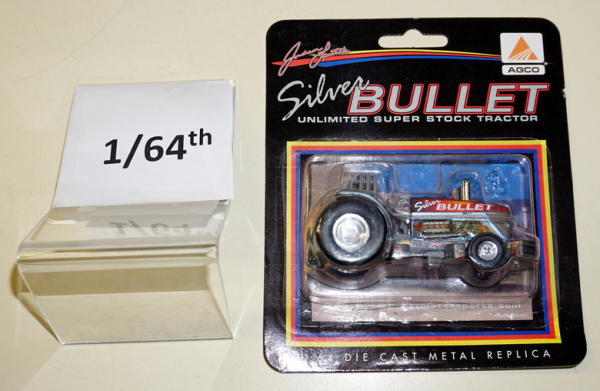 1/64th
Silver BULLET
AGCO
UNLIMITED SUPER STOCK TRACTOR
Silver BULLET
DIE CAST METAL REPLICA